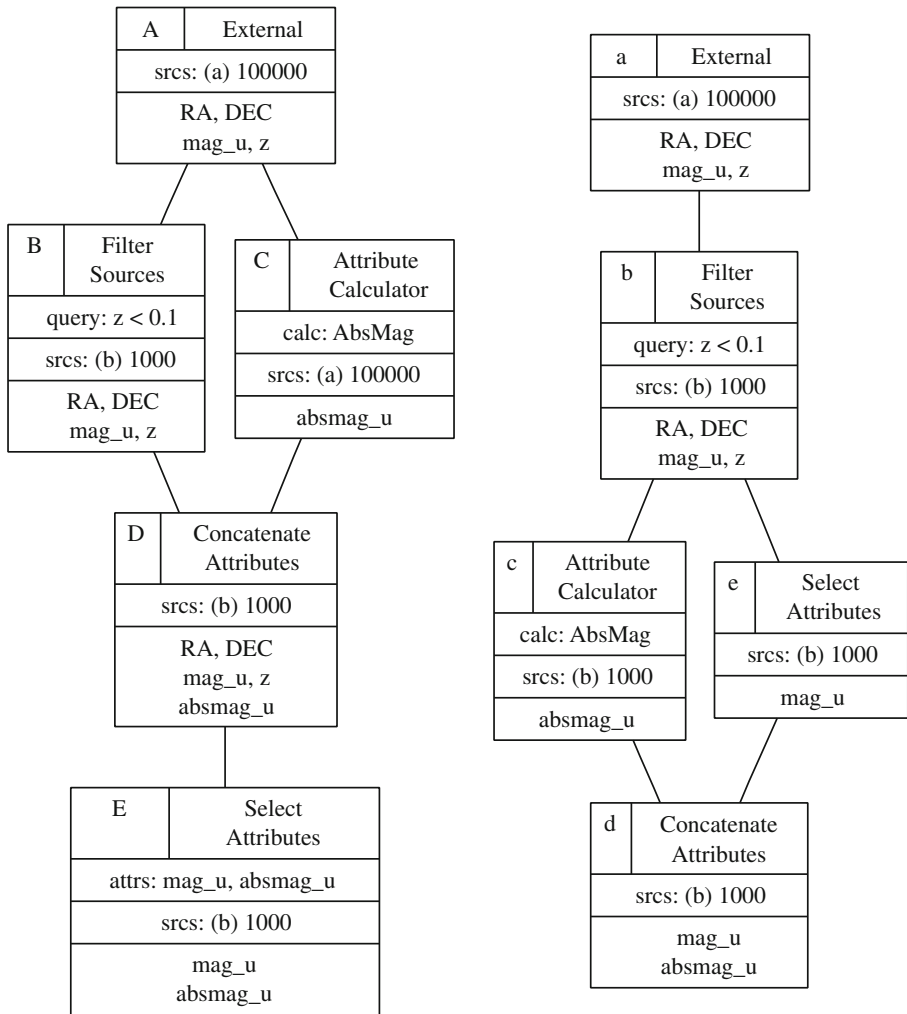 A External
srcs: (a) 100000
RA, DEC
mag_u, z
B Filter
Sources
query: z < 0.1
srcs: (b) 1000
RA, DEC
mag_u, z
C Attribute
Calculator
calc: AbsMag
srcs: (a) 100000
absmag_u
D Concatenate
Attributes
srcs: (b) 1000
RA, DEC
mag_u, z
absmag_u
E Select
Attributes
attrs: mag_u, absmag_u
srcs: (b) 1000
mag_u
absmag_u
a External
srcs: (a) 100000
RA, DEC
mag_u, z
b Filter
Sources
query: z < 0.1
srcs: (b) 1000
RA, DEC
mag_u, z
c Attribute
Calculator
calc: AbsMag
srcs: (b) 1000
absmag_u
e Select
Attributes
srcs: (b) 1000
mag_u
d Concatenate
Attributes
srcs: (b) 1000
mag_u
absmag_u